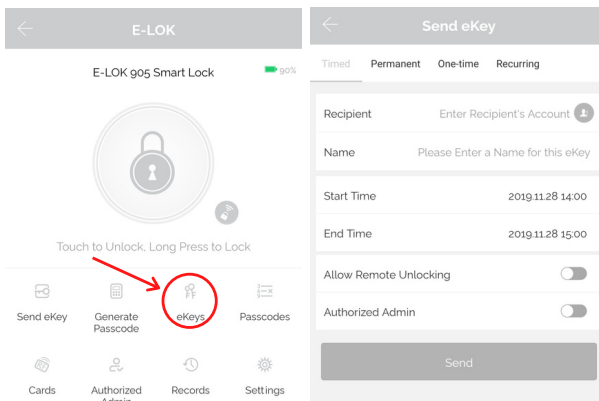 E-LOK
E-LOK 905 Smart Lock
90%
Touch to Unlock, Long Press to Lock
Send eKey
Generate
Passcode
eKeys
Passcodes
Cards
Authorized
Admin
Records
Settings
Send eKey
Timed Permanent One-time Recurring
Recipient Enter Recipient's Account
Name Please Enter a Name for this eKey
Start Time 2019.11.28 14:00
End Time 2019.11.28 15:00
Allow Remote Unlocking
Authorized Admin
Send